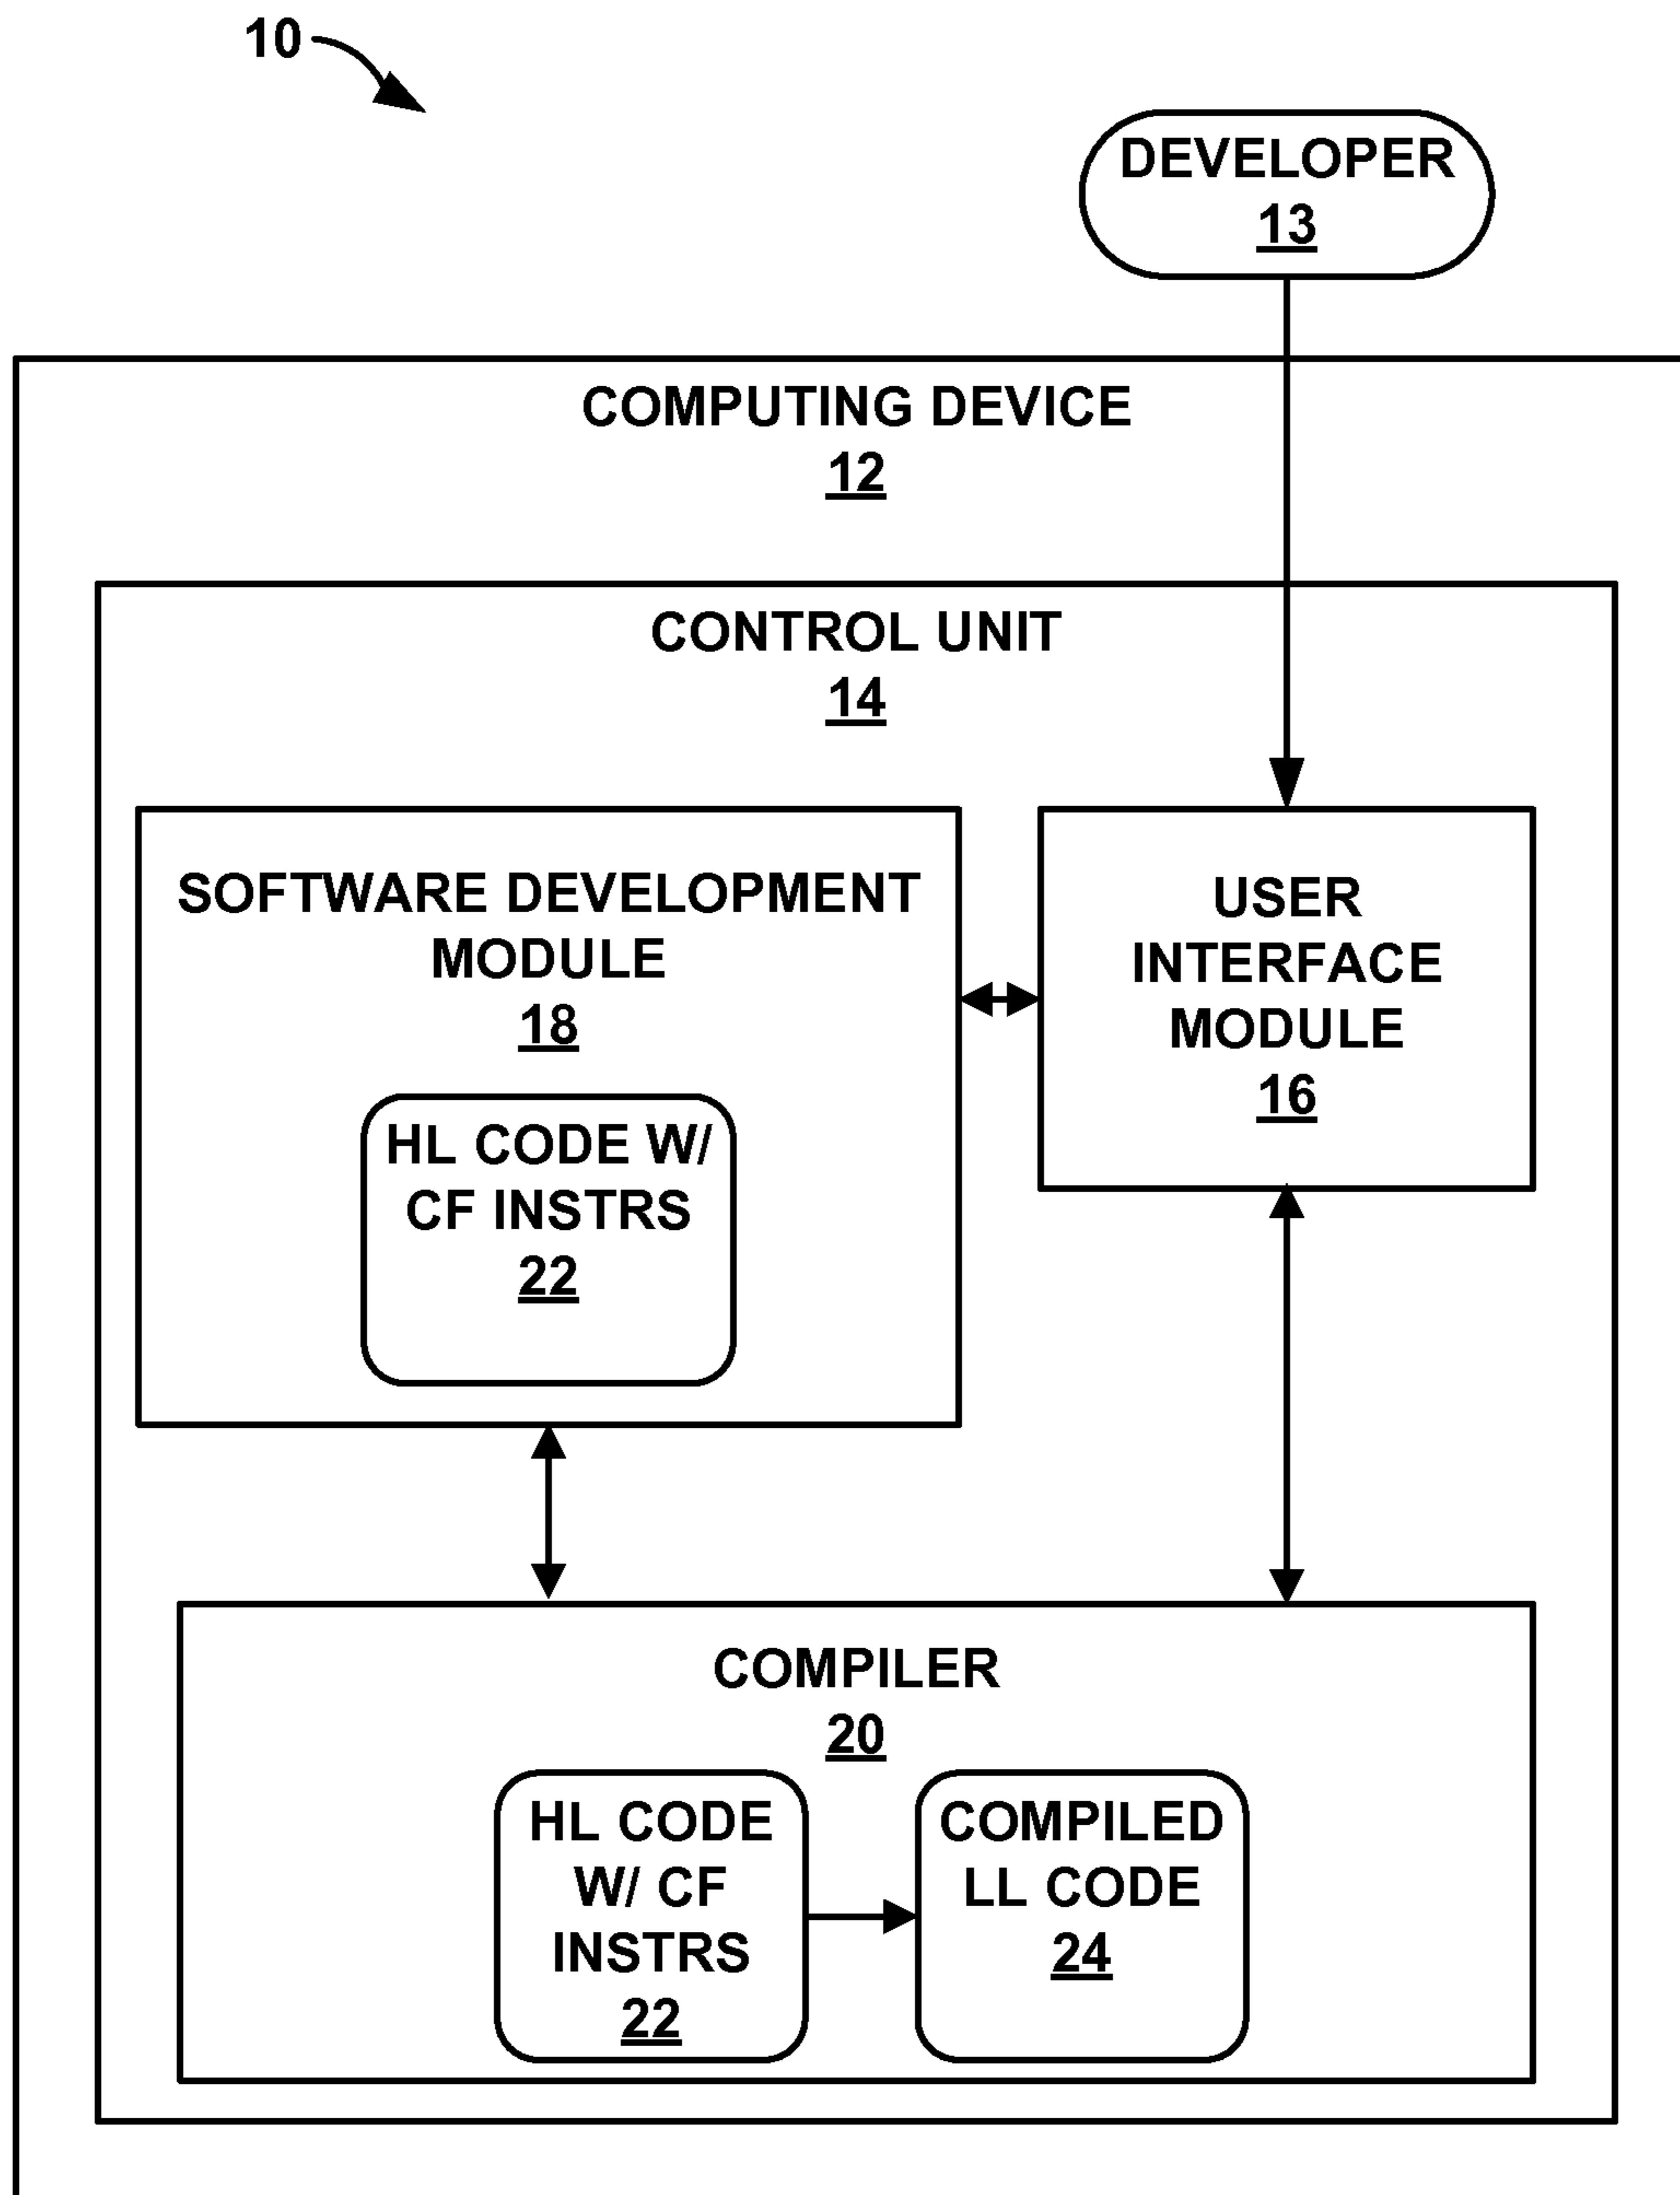 10
DEVELOPER
13
COMPUTING DEVICE
12
CONTROL UNIT
14
SOFTWARE DEVELOPMENT
MODULE
18
HL CODE W/
CF INSTRS
22
USER
INTERFACE
MODULE
16
COMPILER
20
HL CODE
W/ CF
INSTRS
22
COMPILED
LL CODE
24